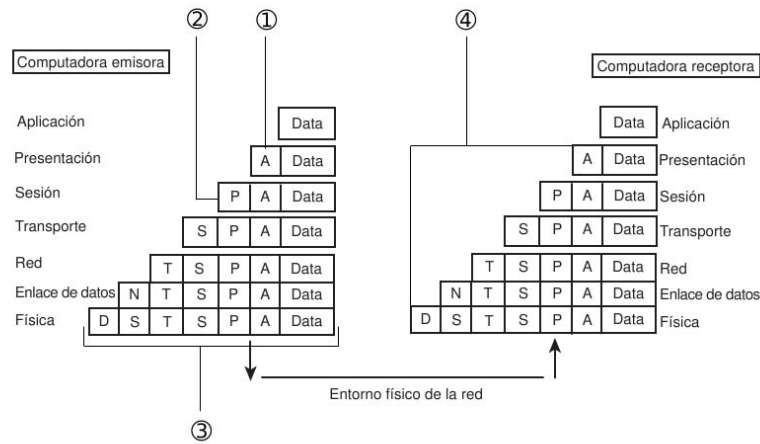 ② ① ④
Computadora emisora
Computadora receptora
Aplicación Data Data Aplicación
Presentación A Data A Data Presentación
Sesión P A Data P A Data Sesión
Transporte S P A Data S P A Data Transporte
Red T S P A Data T S P A Data Red
Enlace de datos N T S P A Data N T S P A Data Enlace de datos
Física D S T S P A Data D S T S P A Data Física
Entorno físico de la red
③